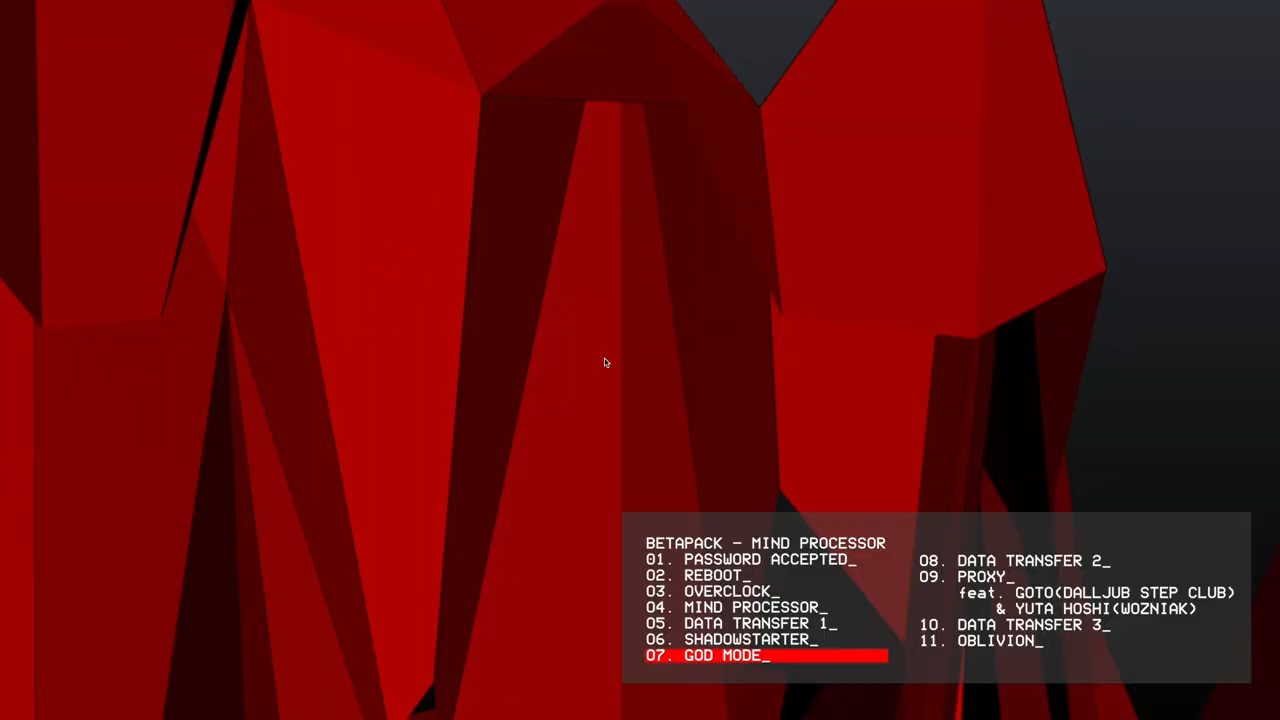 BETAPACK - MIND PROCESSOR
01. PASSWORD ACCEPTED_
02. REBOOT_
03. OVERCLOCK_
04. MIND PROCESSOR_
05. DATA TRANSFER 1_
06. SHADOWSTARTER_
07. GOD MODE_
08. DATA TRANSFER 2_
09. PROXY_
feat. GOTO(DALLJUB STEP CLUB)
& YUTA HOSHI(WOZNIAK)
10. DATA TRANSFER 3_
11. OBLIVION_